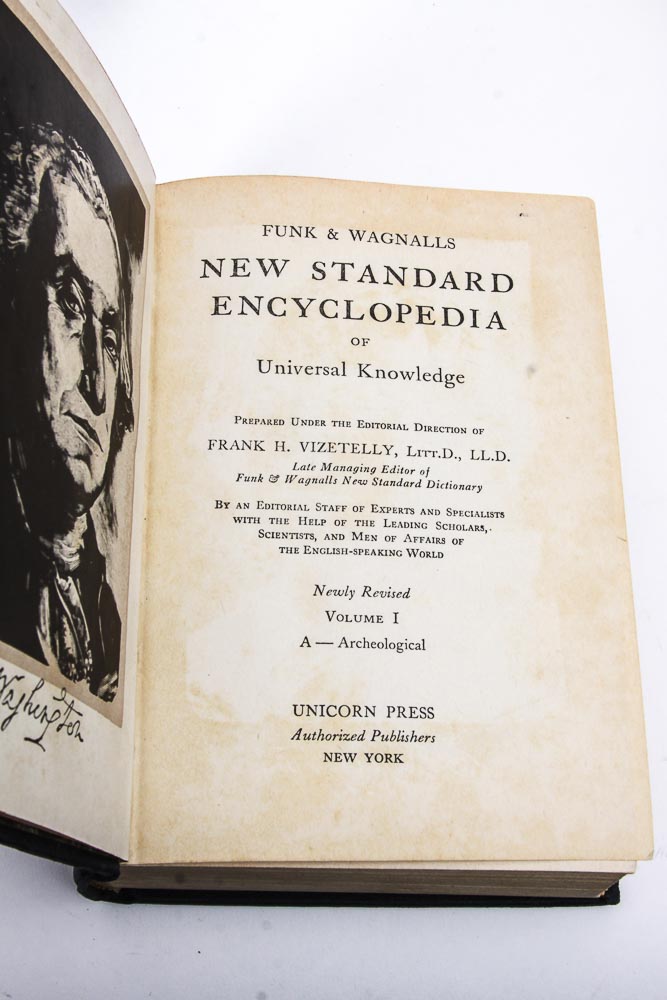 Washington
FUNK & WAGNALLS
NEW STANDARD
ENCYCLOPEDIA
OF
Universal Knowledge
PREPARED UNDER THE EDITORIAL DIRECTION OF
FRANK H. VIZETELLY, LITT.D., LL.D.
Late Managing Editor of
Funk & Wagnalls New Standard Dictionary
BY AN EDITORIAL STAFF OF EXPERTS AND SPECIALISTS
WITH THE HELP OF THE LEADING SCHOLARS,
SCIENTISTS, AND MEN OF AFFAIRS OF
THE ENGLISH-SPEAKING WORLD
Newly Revised
VOLUME I
A — Archeological
UNICORN PRESS
Authorized Publishers
NEW YORK